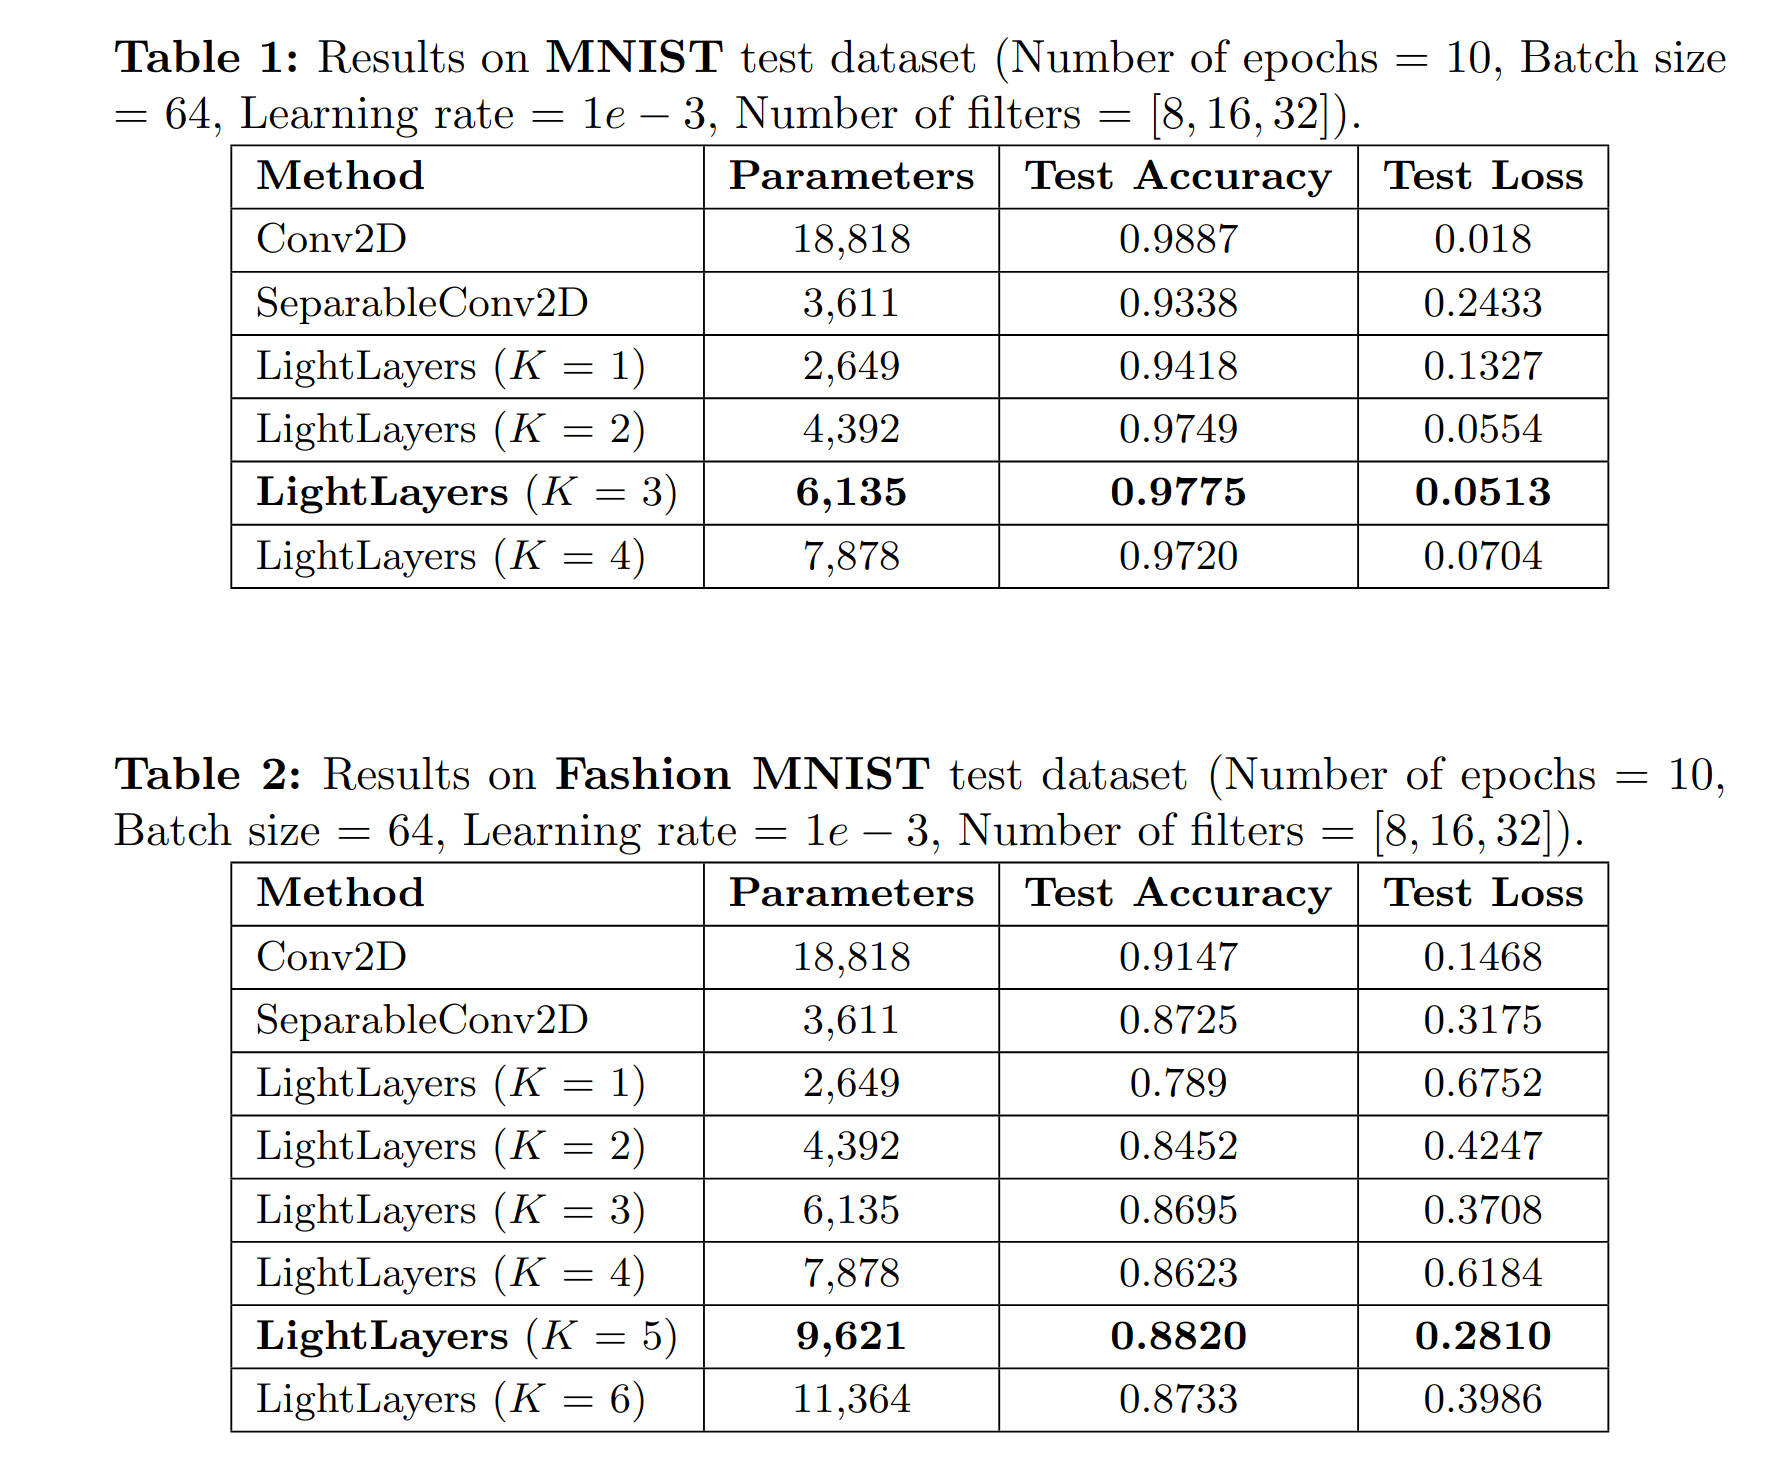 Table 1: Results on MNIST test dataset (Number of epochs = 10, Batch size
= 64, Learning rate = 1e − 3, Number of filters = [8, 16, 32]).
Method Parameters Test Accuracy Test Loss
Conv2D 18,818 0.9887 0.018
SeparableConv2D 3,611 0.9338 0.2433
LightLayers (K = 1) 2,649 0.9418 0.1327
LightLayers (K = 2) 4,392 0.9749 0.0554
LightLayers (K = 3) 6,135 0.9775 0.0513
LightLayers (K = 4) 7,878 0.9720 0.0704
Table 2: Results on Fashion MNIST test dataset (Number of epochs = 10,
Batch size = 64, Learning rate = 1e − 3, Number of filters = [8, 16, 32]).
Method Parameters Test Accuracy Test Loss
Conv2D 18,818 0.9147 0.1468
SeparableConv2D 3,611 0.8725 0.3175
LightLayers (K = 1) 2,649 0.789 0.6752
LightLayers (K = 2) 4,392 0.8452 0.4247
LightLayers (K = 3) 6,135 0.8695 0.3708
LightLayers (K = 4) 7,878 0.8623 0.6184
LightLayers (K = 5) 9,621 0.8820 0.2810
LightLayers (K = 6) 11,364 0.8733 0.3986